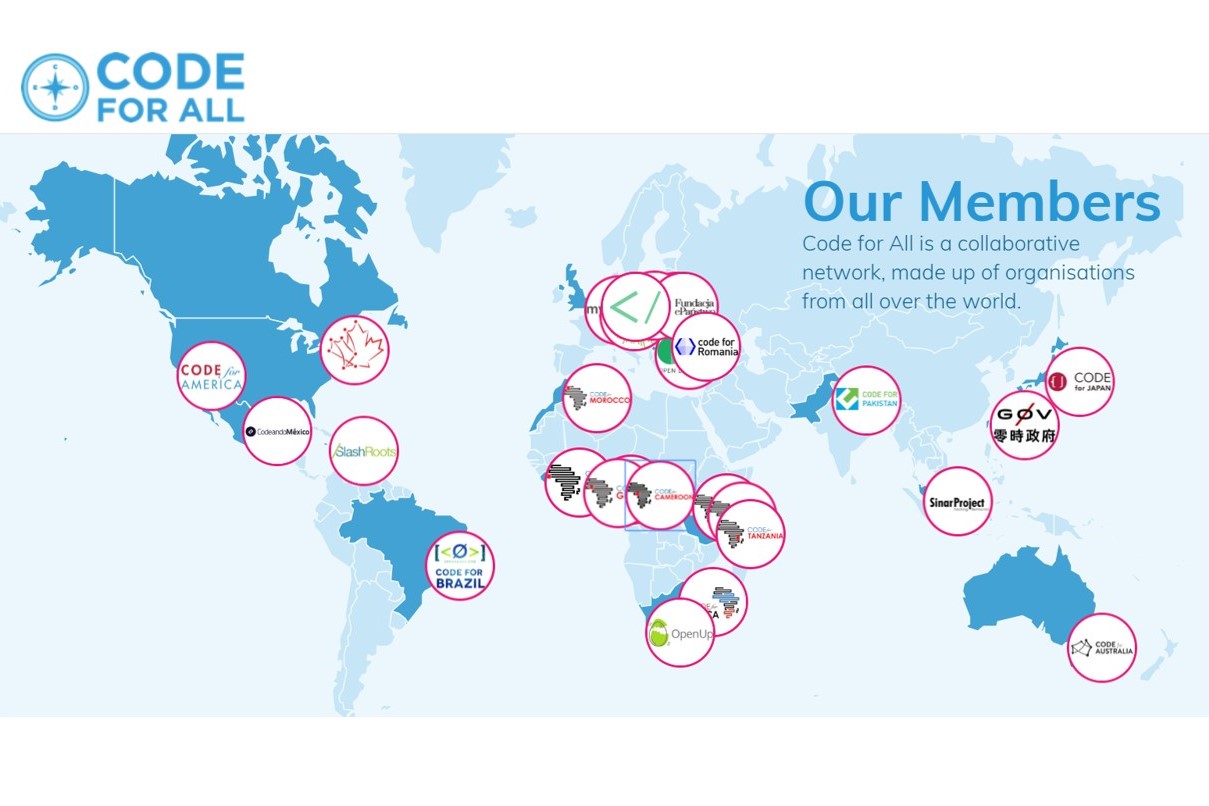 CODE
FOR ALL
Our Members
Code for All is a collaborative
network, made up of organisations
from all over the world.
my
</>
Fundacja
ePaństwo
code for
Romania
CODE for
AMERICA
CodeandoMéxico
SlashRoots
CODE for
MOROCCO
CODE FOR
PAKISTAN
CODE
for JAPAN
GØV
零時政府
SinarProject
CODE for
CAMEROON
CODE for
TANZANIA
[<Ø>]
CODE FOR
BRAZIL
OpenUp
CODE for
AUSTRALIA